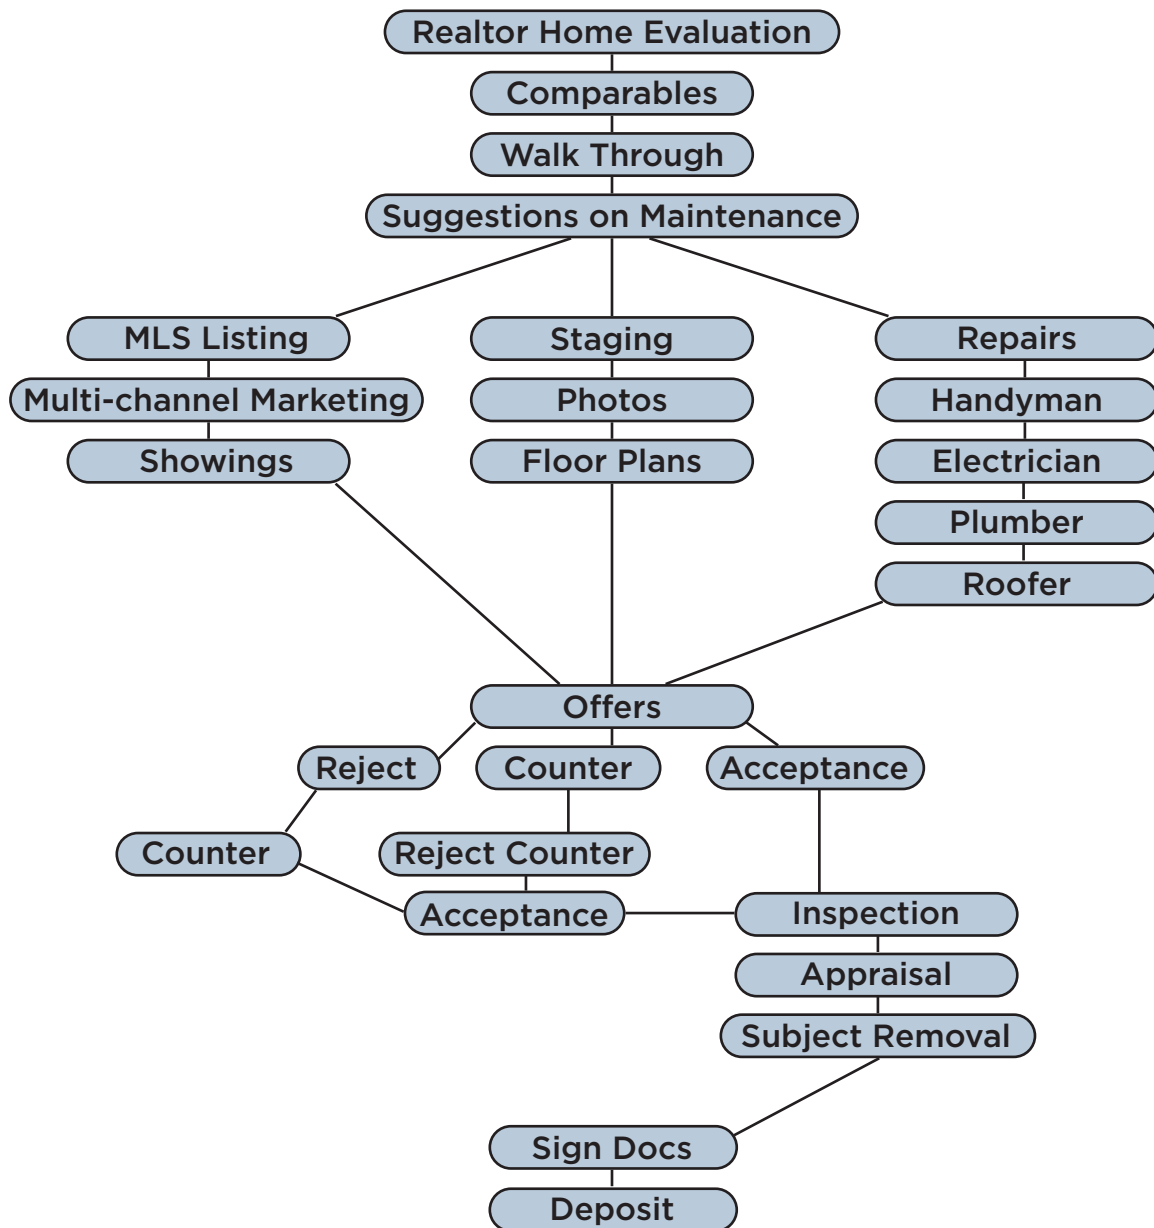 Realtor Home Evaluation
Comparables
Walk Through
Suggestions on Maintenance
MLS Listing
Multi-channel Marketing
Showings
Staging
Photos
Floor Plans
Repairs
Handyman
Electrician
Plumber
Roofer
Offers
Reject
Counter
Acceptance
Counter
Reject Counter
Acceptance
Inspection
Appraisal
Subject Removal
Sign Docs
Deposit